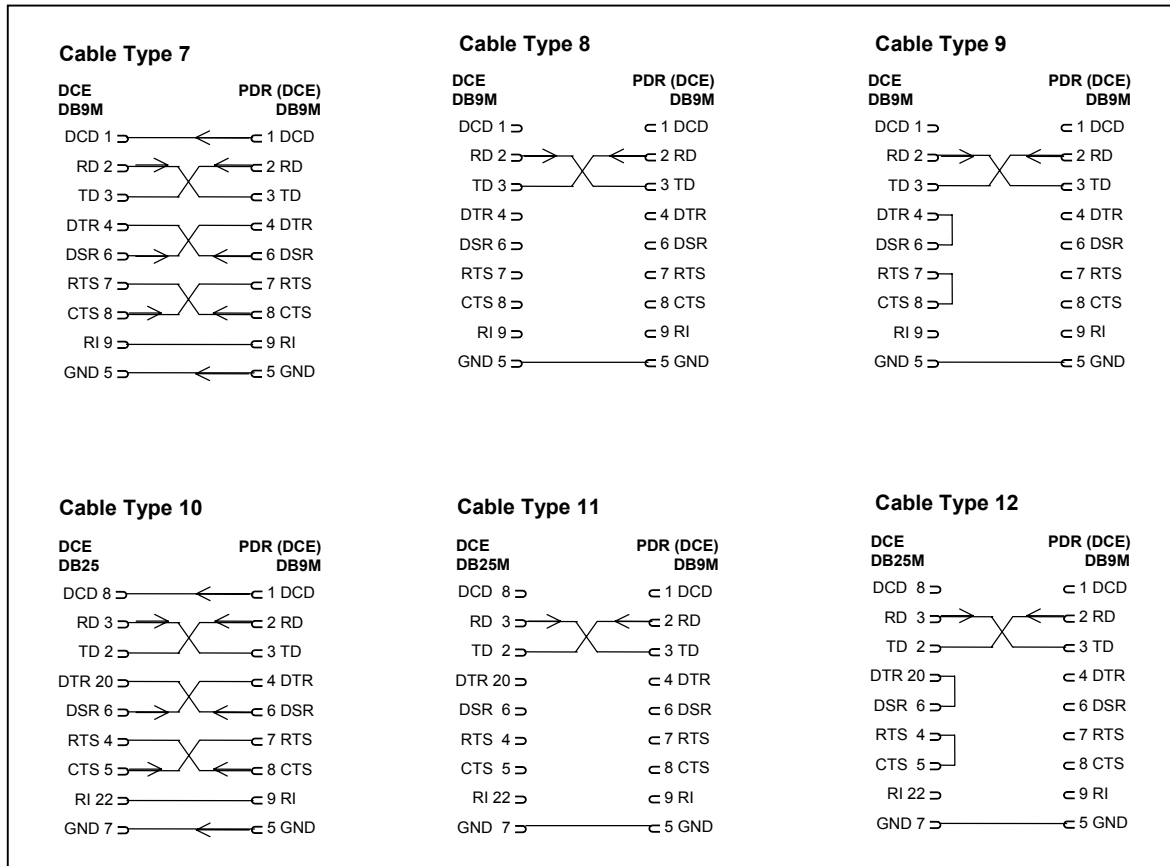 Cable Type 7
DCE PDR (DCE)
DB9M DB9M
DCD 1 1 DCD
RD 2 2 RD
TD 3 3 TD
DTR 4 4 DTR
DSR 6 6 DSR
RTS 7 7 RTS
CTS 8 8 CTS
RI 9 9 RI
GND 5 5 GND
Cable Type 8
DCE PDR (DCE)
DB9M DB9M
DCD 1 1 DCD
RD 2 2 RD
TD 3 3 TD
DTR 4 4 DTR
DSR 6 6 DSR
RTS 7 7 RTS
CTS 8 8 CTS
RI 9 9 RI
GND 5 5 GND
Cable Type 9
DCE PDR (DCE)
DB9M DB9M
DCD 1 1 DCD
RD 2 2 RD
TD 3 3 TD
DTR 4 4 DTR
DSR 6 6 DSR
RTS 7 7 RTS
CTS 8 8 CTS
RI 9 9 RI
GND 5 5 GND
Cable Type 10
DCE PDR (DCE)
DB25 DB9M
DCD 8 1 DCD
RD 3 2 RD
TD 2 3 TD
DTR 20 4 DTR
DSR 6 6 DSR
RTS 4 7 RTS
CTS 5 8 CTS
RI 22 9 RI
GND 7 5 GND
Cable Type 11
DCE PDR (DCE)
DB25M DB9M
DCD 8 1 DCD
RD 3 2 RD
TD 2 3 TD
DTR 20 4 DTR
DSR 6 6 DSR
RTS 4 7 RTS
CTS 5 8 CTS
RI 22 9 RI
GND 7 5 GND
Cable Type 12
DCE PDR (DCE)
DB25M DB9M
DCD 8 1 DCD
RD 3 2 RD
TD 2 3 TD
DTR 20 4 DTR
DSR 6 6 DSR
RTS 4 7 RTS
CTS 5 8 CTS
RI 22 9 RI
GND 7 5 GND